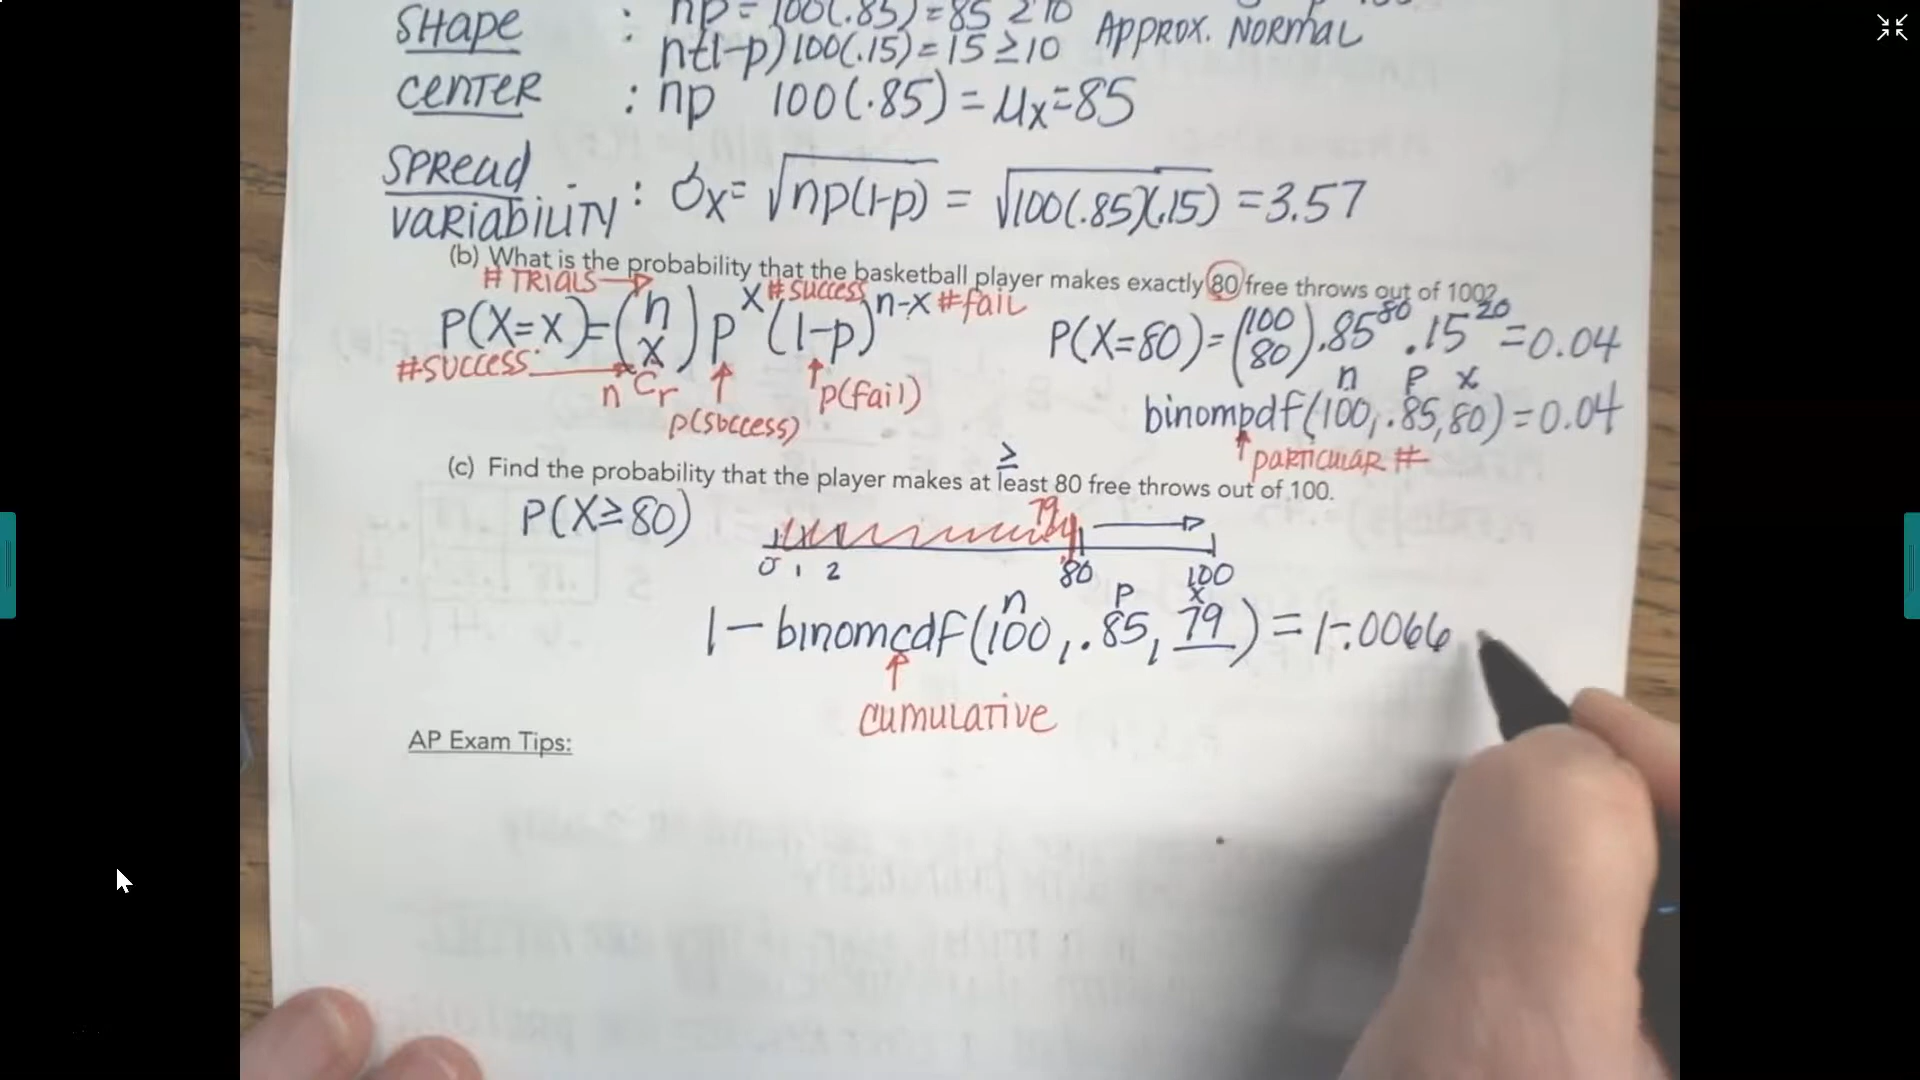 SHAPE : np = 100(.85) = 85 ≥ 10 APPROX. NORMAL
n(1-p) 100(.15) = 15 ≥ 10
CENTER : np 100(.85) = μx = 85
SPREAD
VARIABILITY : σx = √np(1-p) = √100(.85)(.15) = 3.57
(b) What is the probability that the basketball player makes exactly 80 free throws out of 100?
# TRIALS → x # success n-x # fail
P(X=x) = (n x) p (1-p) P(X=80) = (100 80) .85^80 .15^20 = 0.04
#SUCCESS → nCr p(success) p(fail)
n p x
binompdf(100, .85, 80) = 0.04
particular #
≥
(c) Find the probability that the player makes at least 80 free throws out of 100.
P(X≥80) 79
0 1 2 80 100
n p x
1 - binomcdf(100, .85, 79) = 1-.0066
cumulative
AP Exam Tips: